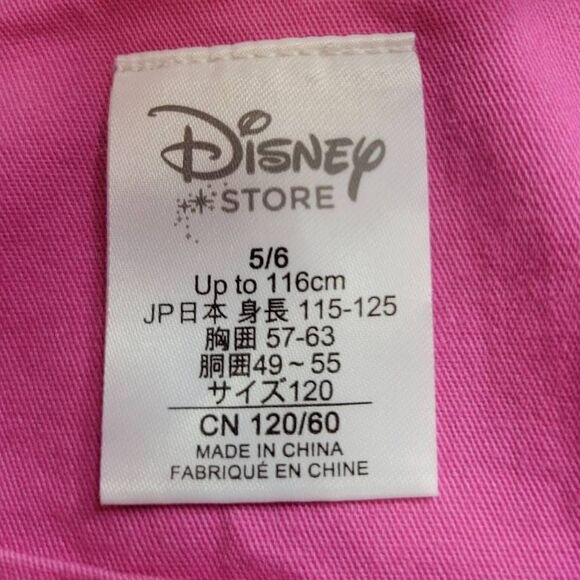 Disney
STORE
5/6
Up to 116cm
JP日本 身長 115-125
胸囲 57-63
胴囲49～55
サイズ120
CN 120/60
MADE IN CHINA
FABRIQUÉ EN CHINE